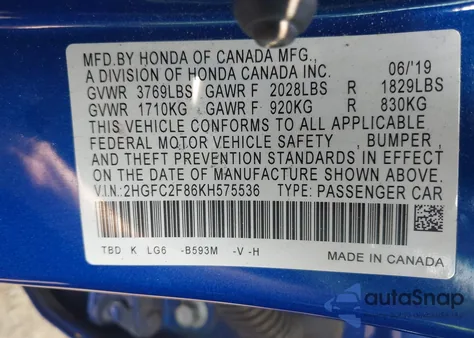 MFD.BY HONDA OF CANADA MFG.,
A DIVISION OF HONDA CANADA INC. 06/'19
GVWR 3769LBS GAWR F 2028LBS R 1829LBS
GVWR 1710KG GAWR F 920KG R 830KG
THIS VEHICLE CONFORMS TO ALL APPLICABLE
FEDERAL MOTOR VEHICLE SAFETY , BUMPER ,
AND THEFT PREVENTION STANDARDS IN EFFECT
ON THE DATE OF MANUFACTURE SHOWN ABOVE.
V.I.N: 2HGFC2F86KH575536 TYPE: PASSENGER CAR
TBD K LG6 -B593M -V -H
MADE IN CANADA
autoSnap